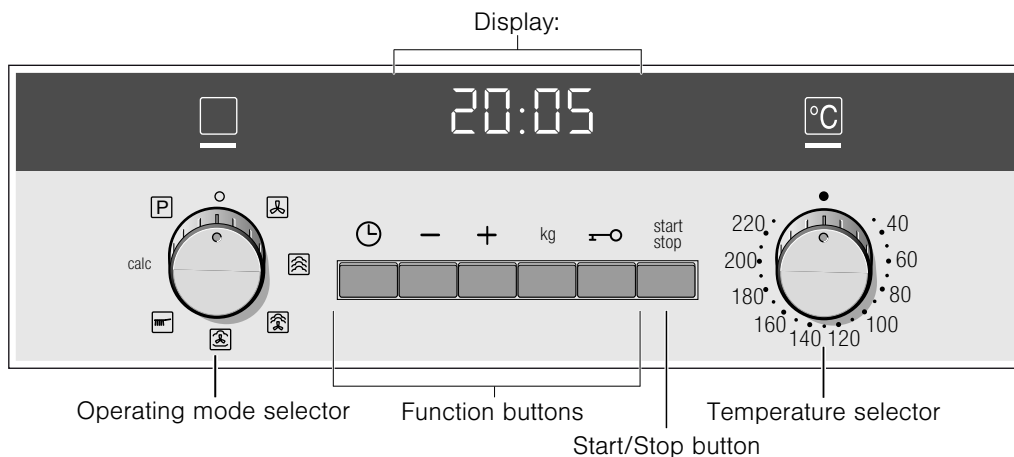 Display:
20:05
°C
P
calc
kg
start
stop
220
200
180
160
140
120
100
80
60
40
Operating mode selector
Function buttons
Temperature selector
Start/Stop button